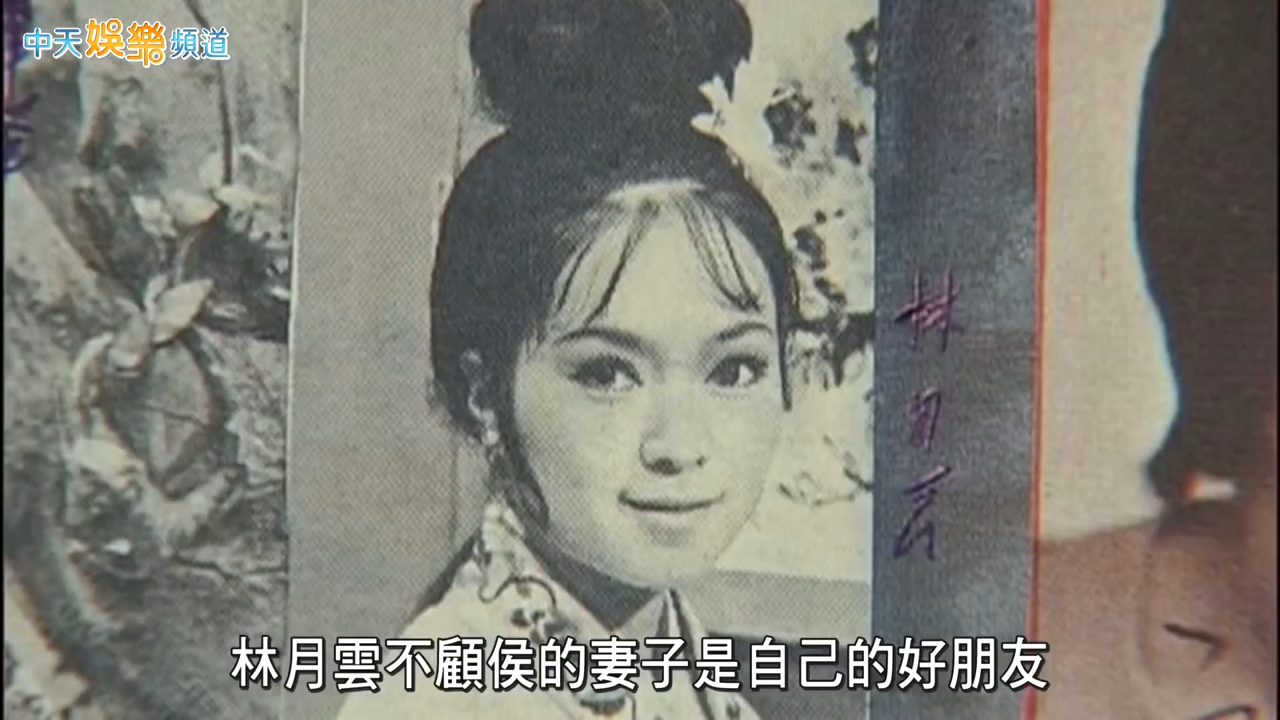 中天娛樂頻道
林月云
林月雲不顧侯的妻子是自己的好朋友